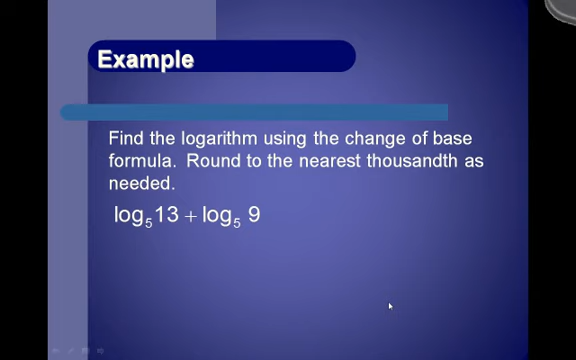 Example
Find the logarithm using the change of base
formula. Round to the nearest thousandth as
needed.
log₅13 + log₅ 9